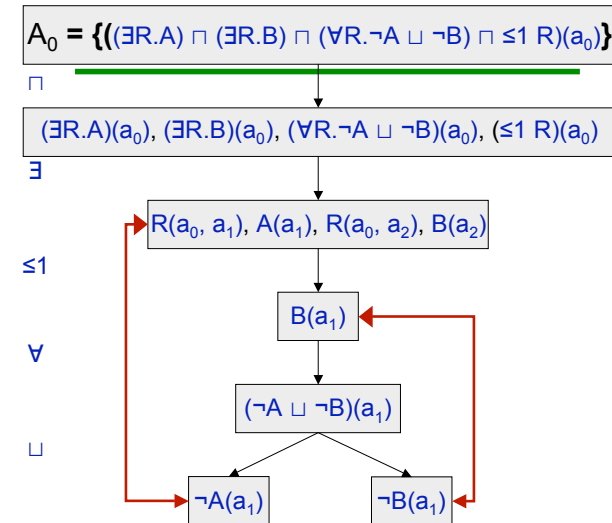 A₀ = {((∃R.A) ⊓ (∃R.B) ⊓ (∀R.¬A ⊔ ¬B) ⊓ ≤1 R)(a₀)}
⊓
(∃R.A)(a₀), (∃R.B)(a₀), (∀R.¬A ⊔ ¬B)(a₀), (≤1 R)(a₀)
∃
R(a₀, a₁), A(a₁), R(a₀, a₂), B(a₂)
≤1
B(a₁)
∀
(¬A ⊔ ¬B)(a₁)
⊔
¬A(a₁) ¬B(a₁)